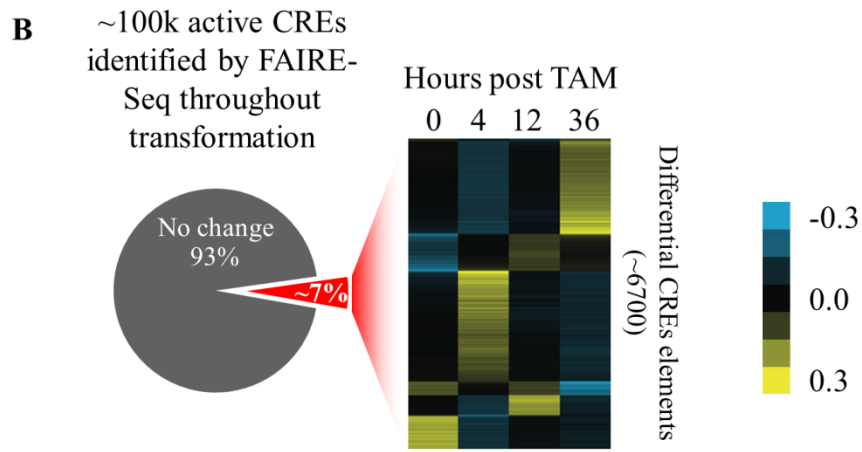 B
~100k active CREs
identified by FAIRE-
Seq throughout
transformation
No change
93%
~7%
Hours post TAM
0 4 12 36
Differential CREs elements
(~6700)
-0.3
0.0
0.3